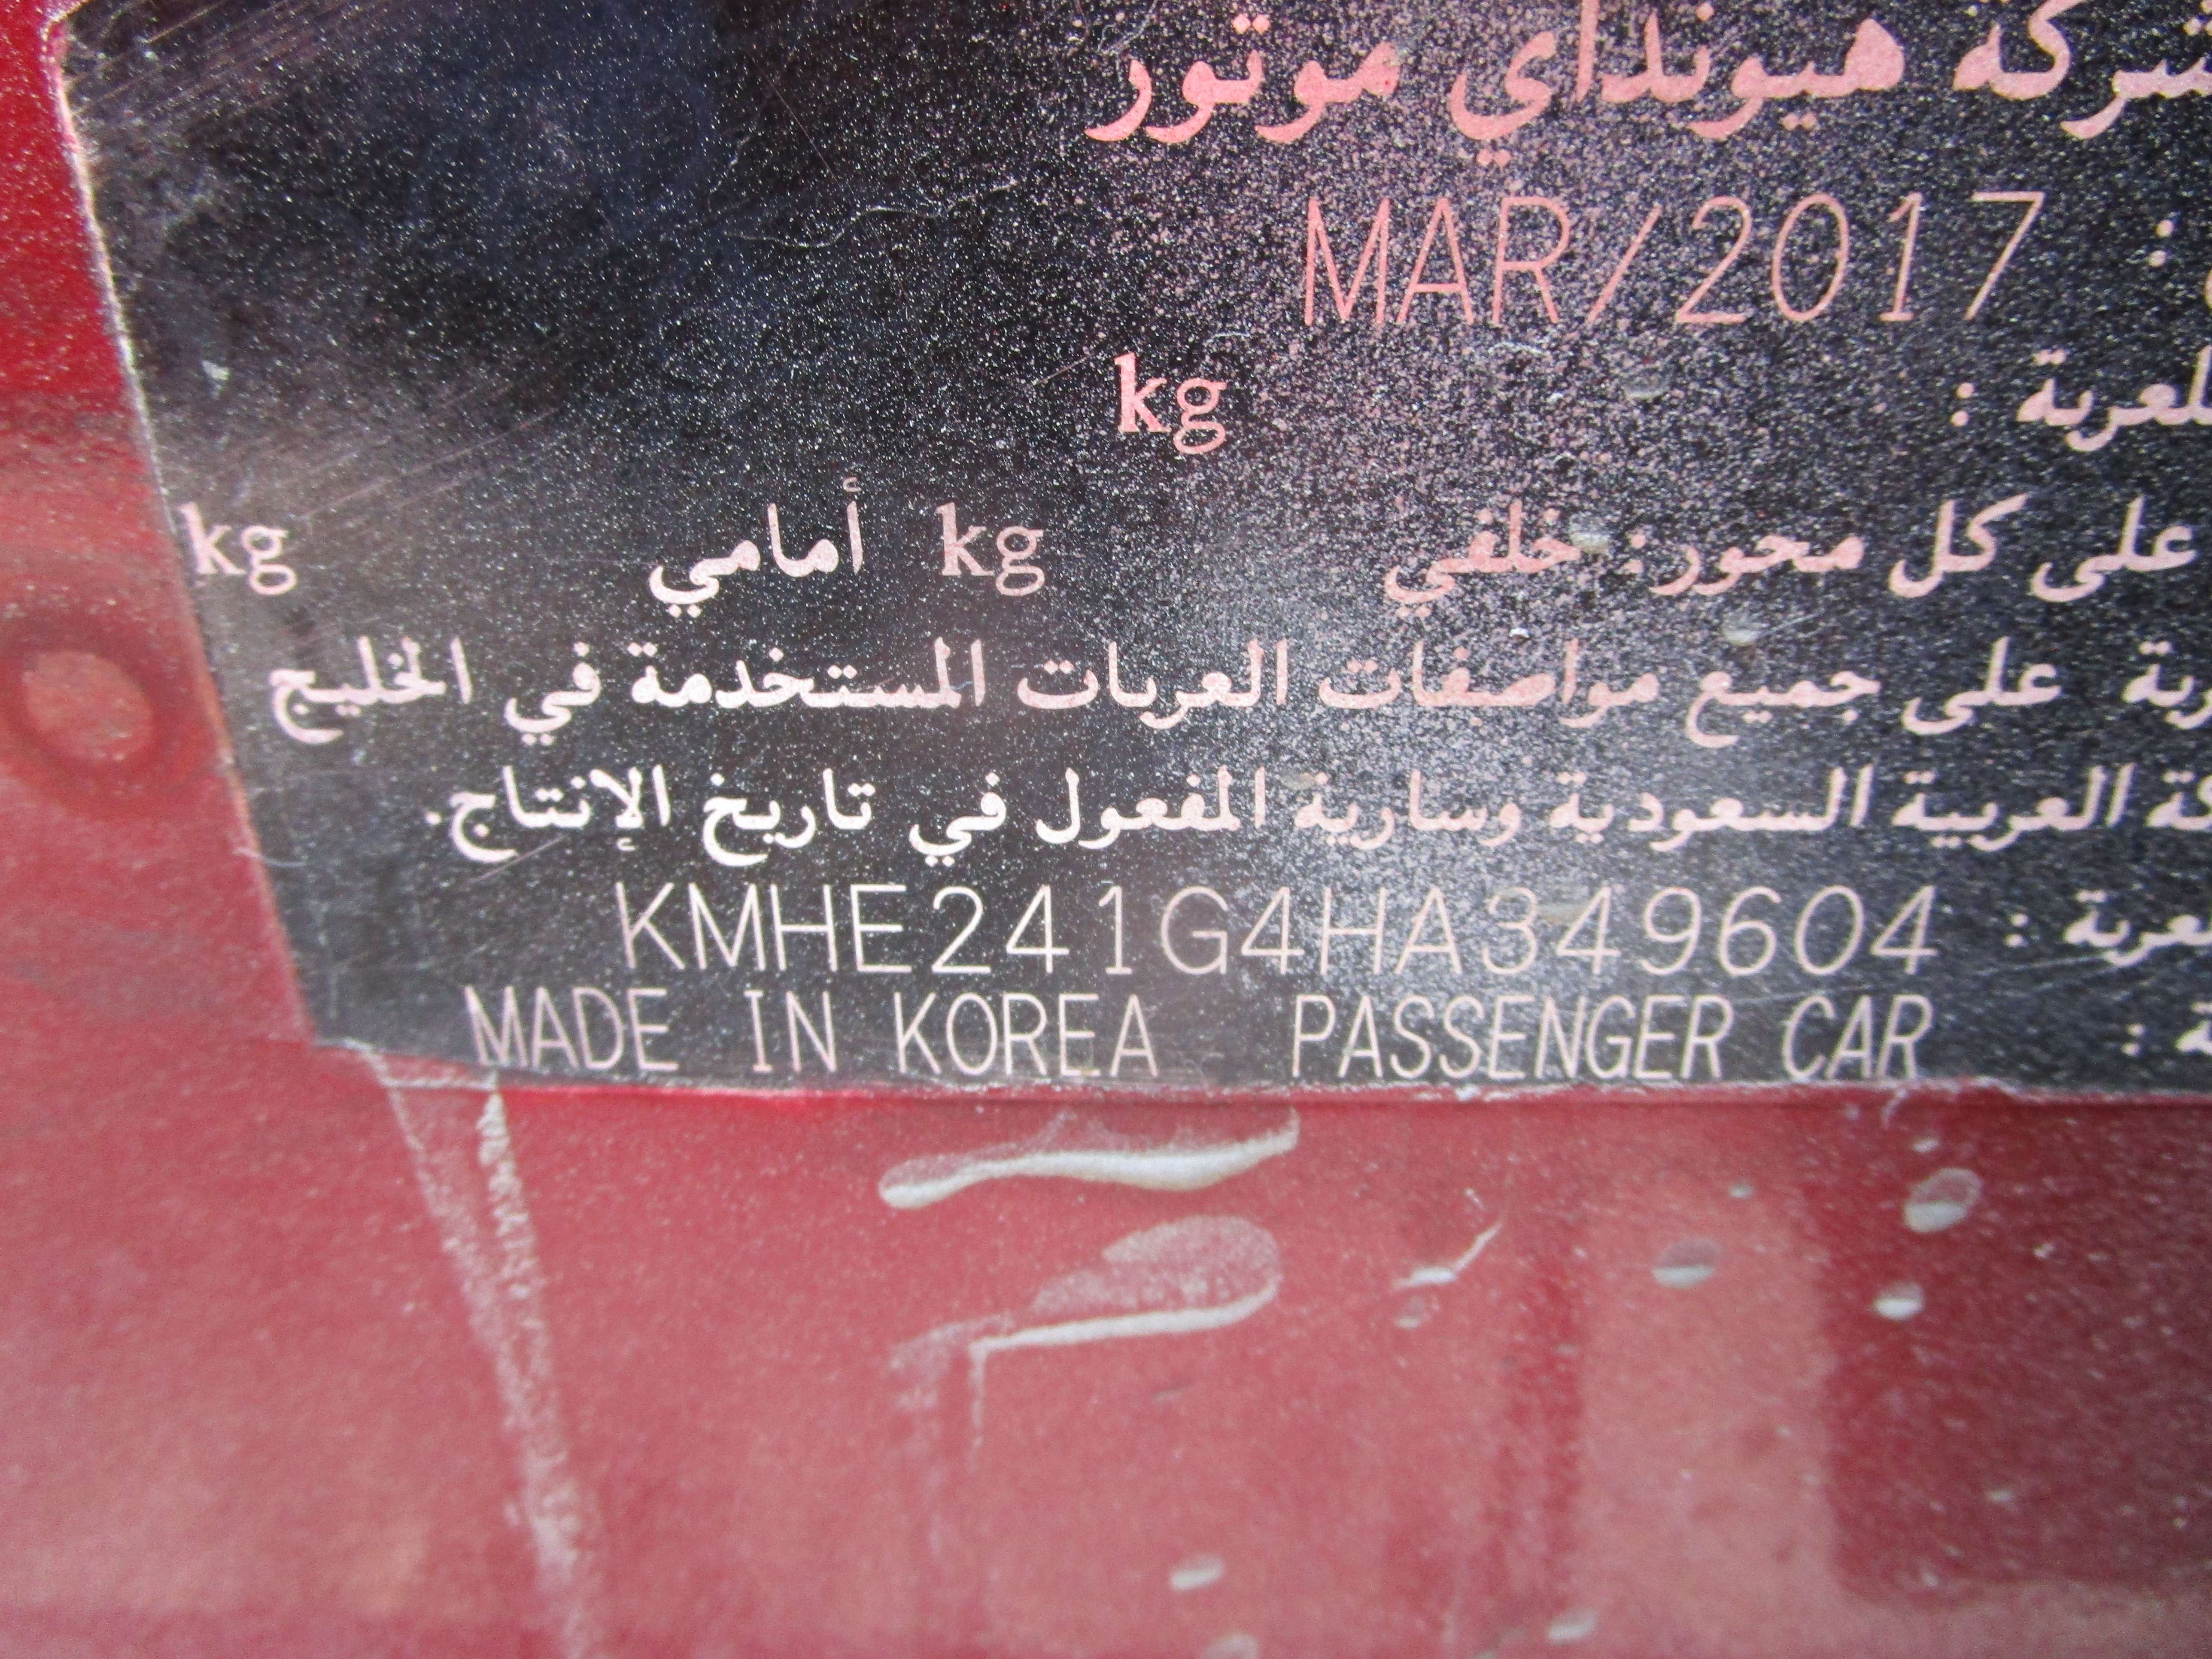 شركة هيونداي موتور
MAR/2017 :
للعربة : kg
على كل محور: خلفي kg أمامي kg
على جميع مواصفات العربات المستخدمة في الخليج
العربية السعودية وسارية المفعول في تاريخ الإنتاج.
: KMHE241G4HA349604
: MADE IN KOREA PASSENGER CAR